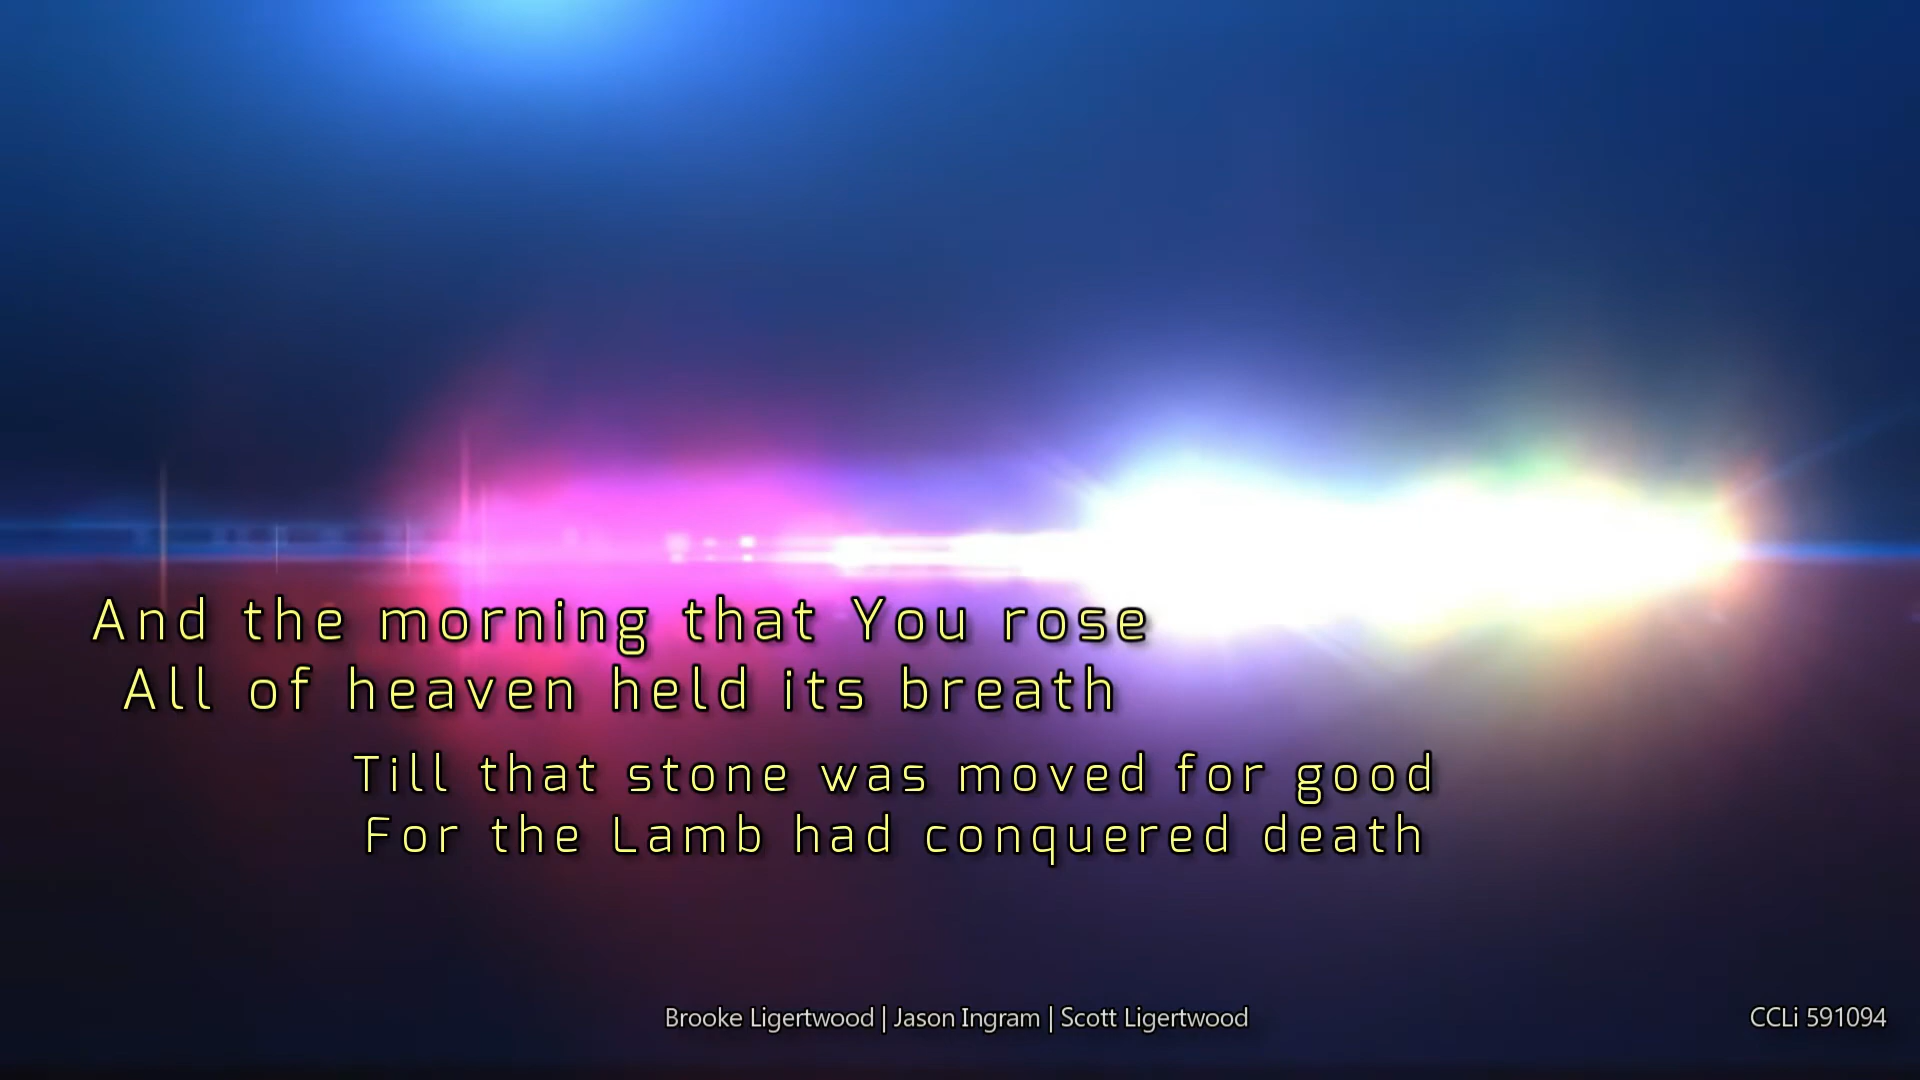 And the morning that You rose
All of heaven held its breath
Till that stone was moved for good
For the Lamb had conquered death
Brooke Ligertwood | Jason Ingram | Scott Ligertwood
CCLi 591094